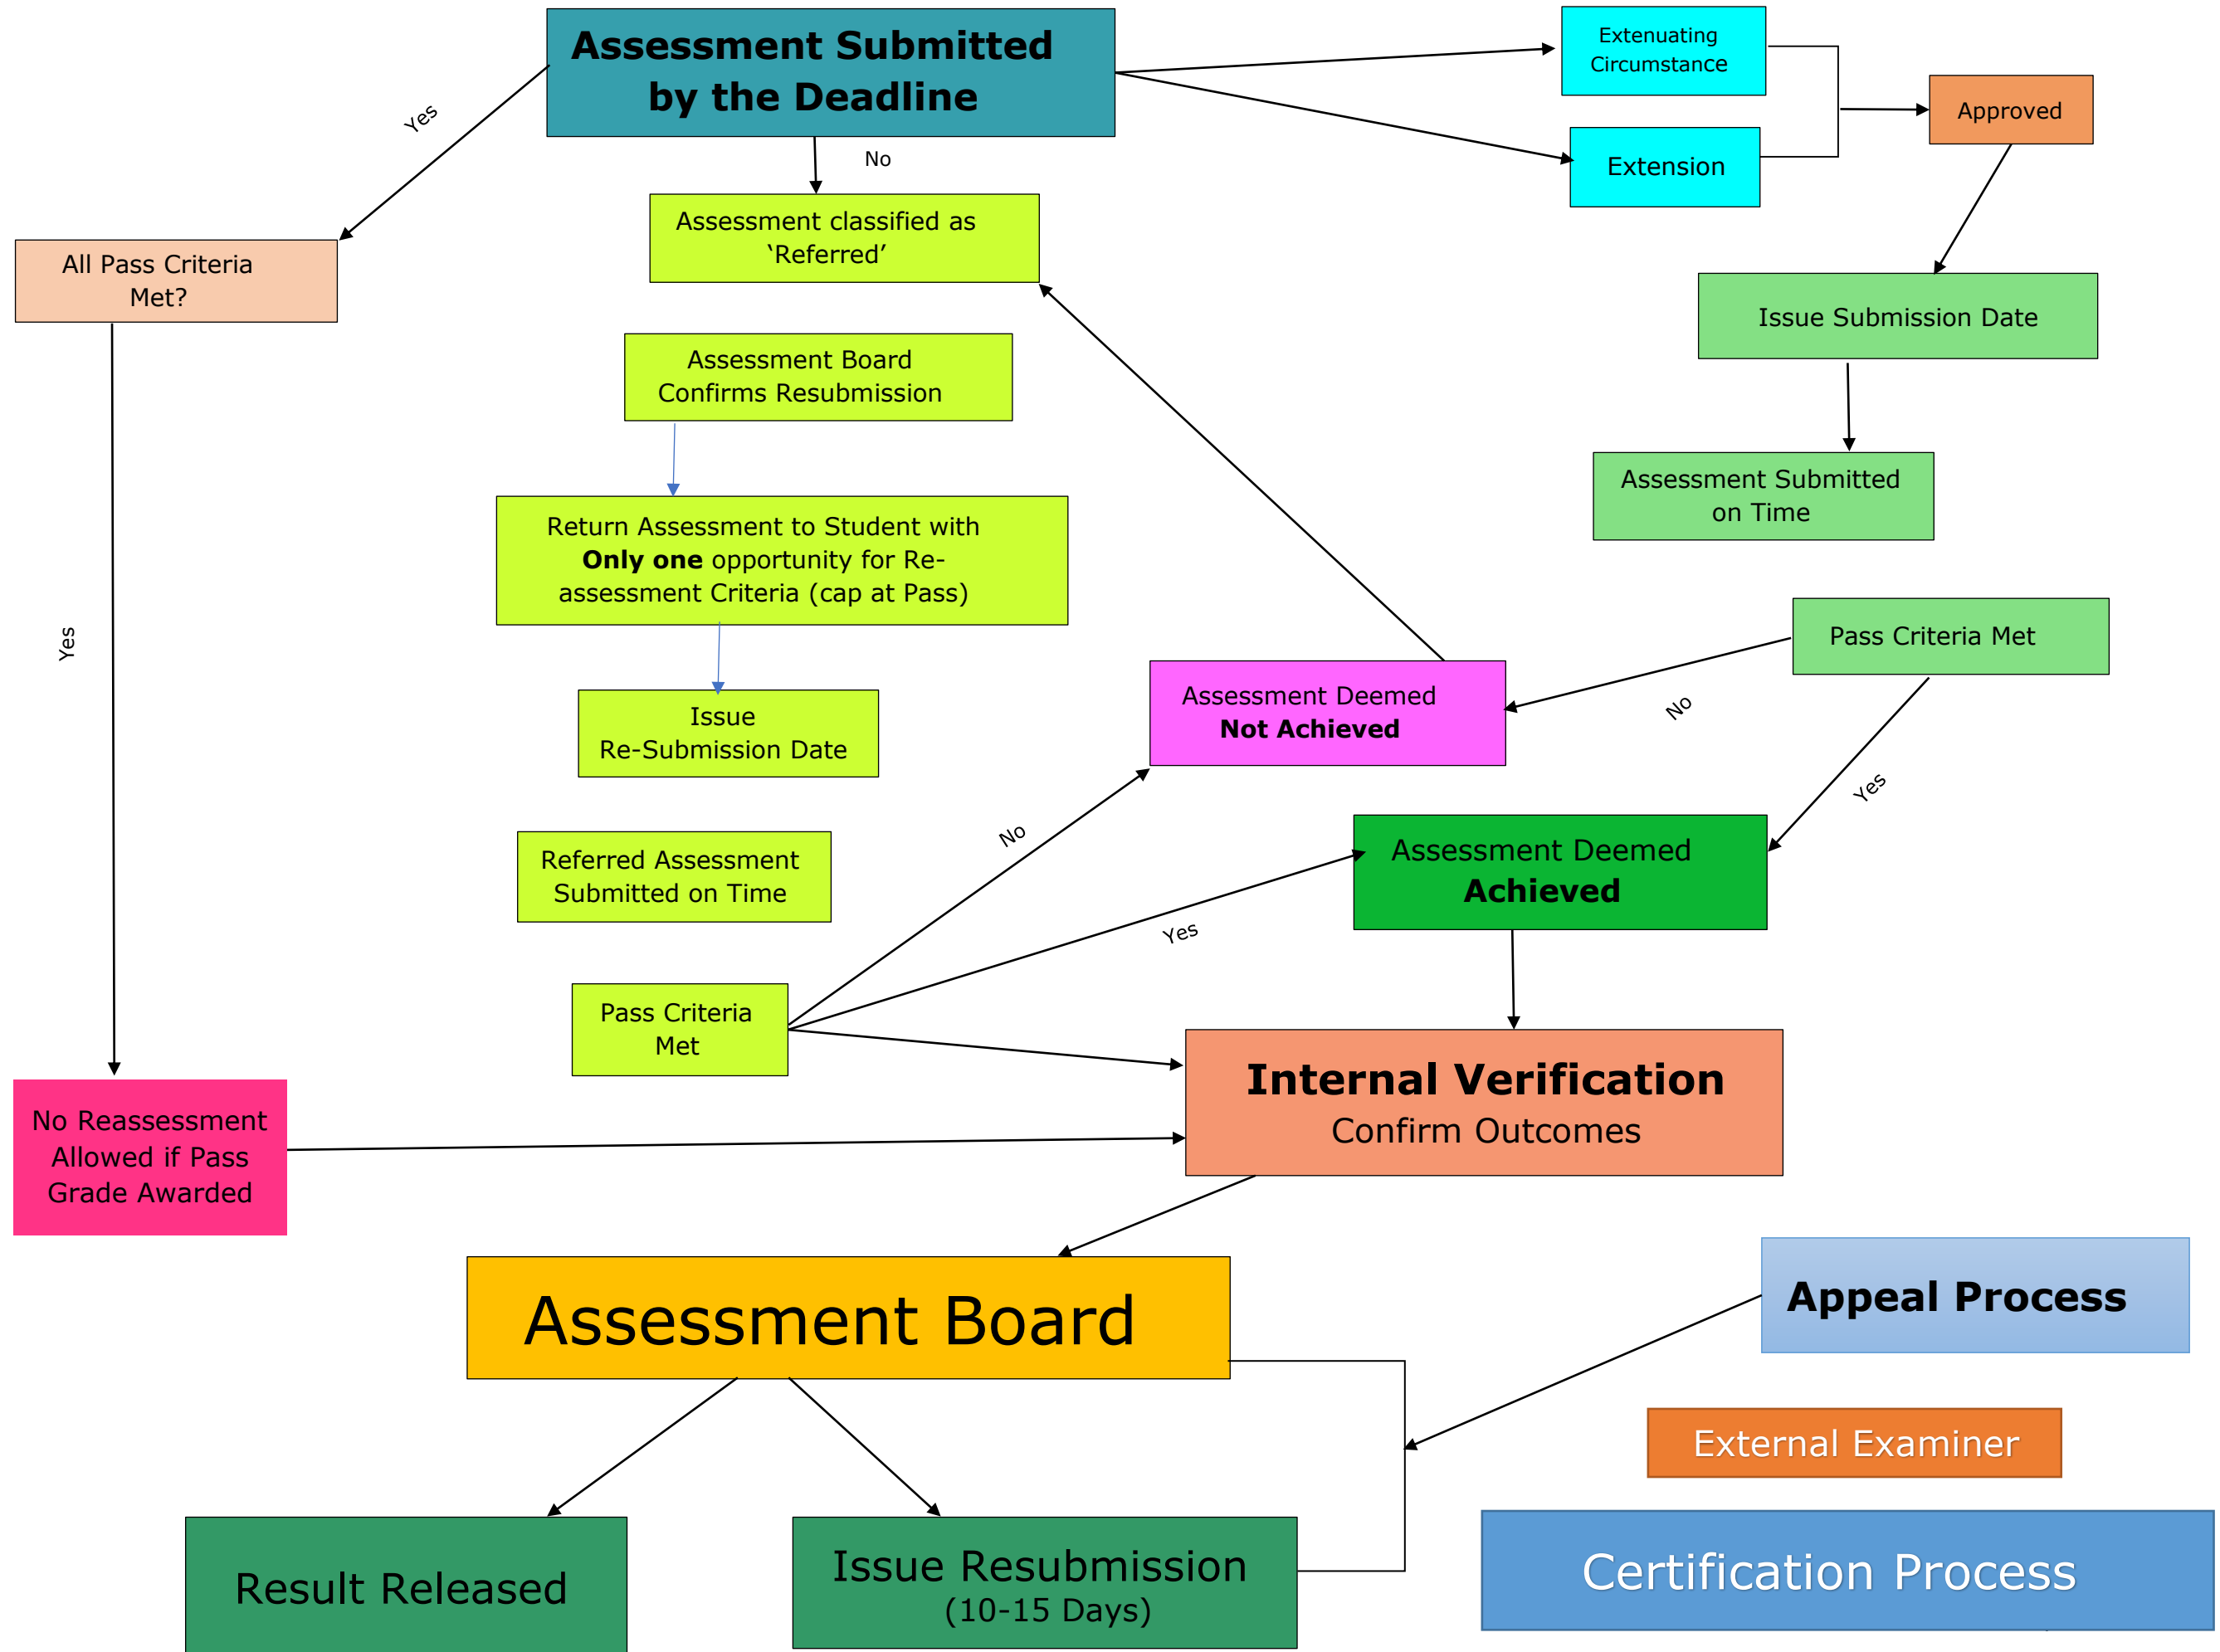 Assessment Submitted
by the Deadline
Extenuating
Circumstance
Approved
Yes
No
Extension
Assessment classified as
‘Referred’
All Pass Criteria
Met?
Issue Submission Date
Assessment Board
Confirms Resubmission
Assessment Submitted
on Time
Return Assessment to Student with
Only one opportunity for Re-
assessment Criteria (cap at Pass)
Yes
Pass Criteria Met
Assessment Deemed
Not Achieved
No
Issue
Re-Submission Date
Yes
No
Assessment Deemed
Achieved
Referred Assessment
Submitted on Time
Yes
Pass Criteria
Met
Internal Verification
Confirm Outcomes
No Reassessment
Allowed if Pass
Grade Awarded
Assessment Board
Appeal Process
External Examiner
Result Released
Issue Resubmission
(10-15 Days)
Certification Process